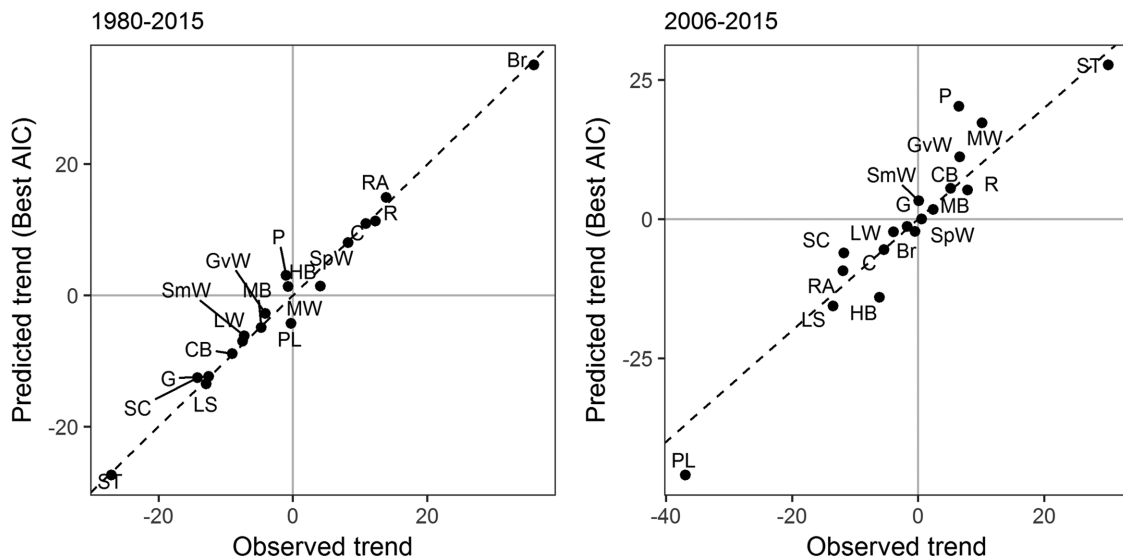 1980-2015
Predicted trend (Best AIC)
20
0
-20
Br
RA
R
C
P
SpW
HB
GvW
MB
SmW
MW
LW
PL
CB
G
SC
LS
ST
-20
0
20
Observed trend
2006-2015
Predicted trend (Best AIC)
25
0
-25
ST
P
MW
GvW
CB
R
SmW
G
MB
LW
SpW
SC
Br
C
RA
HB
LS
PL
-40
-20
0
20
Observed trend